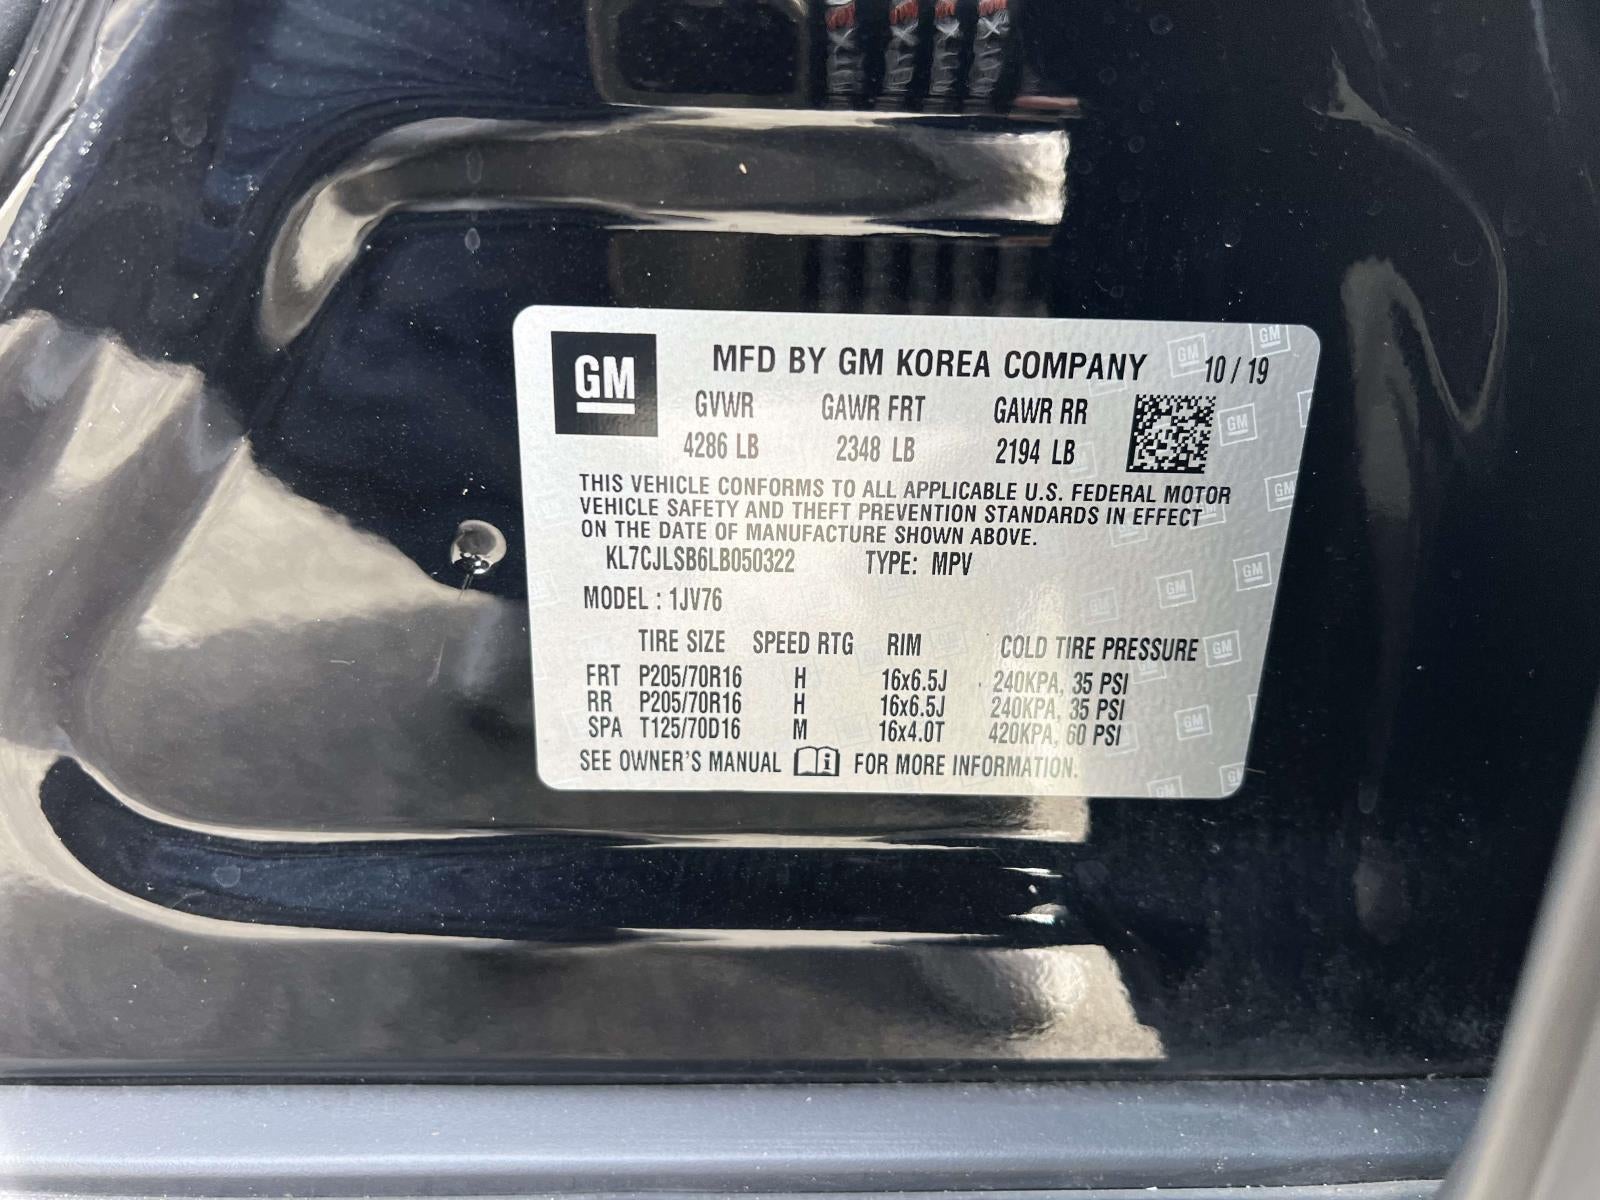 GM
MFD BY GM KOREA COMPANY 10 / 19
GVWR GAWR FRT GAWR RR
4286 LB 2348 LB 2194 LB
THIS VEHICLE CONFORMS TO ALL APPLICABLE U.S. FEDERAL MOTOR
VEHICLE SAFETY AND THEFT PREVENTION STANDARDS IN EFFECT
ON THE DATE OF MANUFACTURE SHOWN ABOVE.
KL7CJLSB6LB050322 TYPE: MPV
MODEL : 1JV76
TIRE SIZE SPEED RTG RIM COLD TIRE PRESSURE
FRT P205/70R16 H 16x6.5J 240KPA, 35 PSI
RR P205/70R16 H 16x6.5J 240KPA, 35 PSI
SPA T125/70D16 M 16x4.0T 420KPA, 60 PSI
SEE OWNER'S MANUAL i FOR MORE INFORMATION.